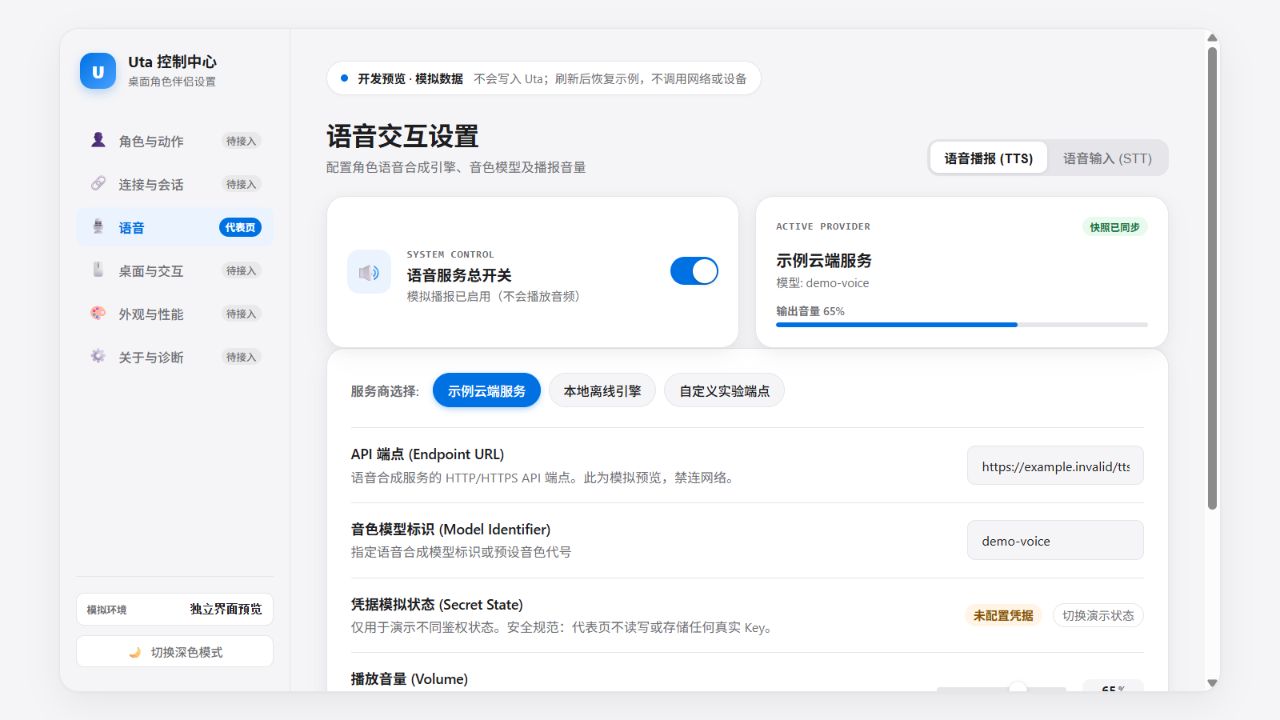 U
Uta 控制中心
桌面角色伴侣设置
角色与动作 待接入
连接与会话 待接入
语音 代表页
桌面与交互 待接入
外观与性能 待接入
关于与诊断 待接入
模拟环境 独立界面预览
切换深色模式
开发预览 · 模拟数据 不会写入 Uta；刷新后恢复示例，不调用网络或设备
语音交互设置
配置角色语音合成引擎、音色模型及播报音量
语音播报 (TTS) 语音输入 (STT)
SYSTEM CONTROL
语音服务总开关
模拟播报已启用（不会播放音频）
ACTIVE PROVIDER 快照已同步
示例云端服务
模型: demo-voice
输出音量 65%
服务商选择: 示例云端服务 本地离线引擎 自定义实验端点
API 端点 (Endpoint URL)
语音合成服务的 HTTP/HTTPS API 端点。此为模拟预览，禁连网络。
https://example.invalid/tts
音色模型标识 (Model Identifier)
指定语音合成模型标识或预设音色代号
demo-voice
凭据模拟状态 (Secret State)
仅用于演示不同鉴权状态。安全规范：代表页不读写或存储任何真实 Key。
未配置凭据 切换演示状态
播放音量 (Volume)
65%